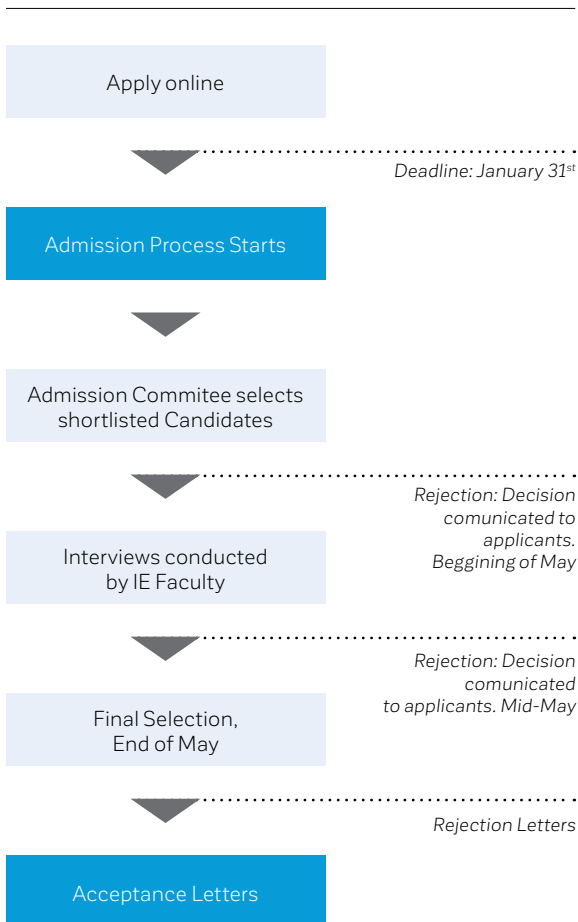 Apply online
Deadline: January 31st
Admission Process Starts
Admission Commitee selects
shortlisted Candidates
Rejection: Decision
comunicated to
applicants.
Beggining of May
Interviews conducted
by IE Faculty
Rejection: Decision
comunicated
to applicants. Mid-May
Final Selection,
End of May
Rejection Letters
Acceptance Letters